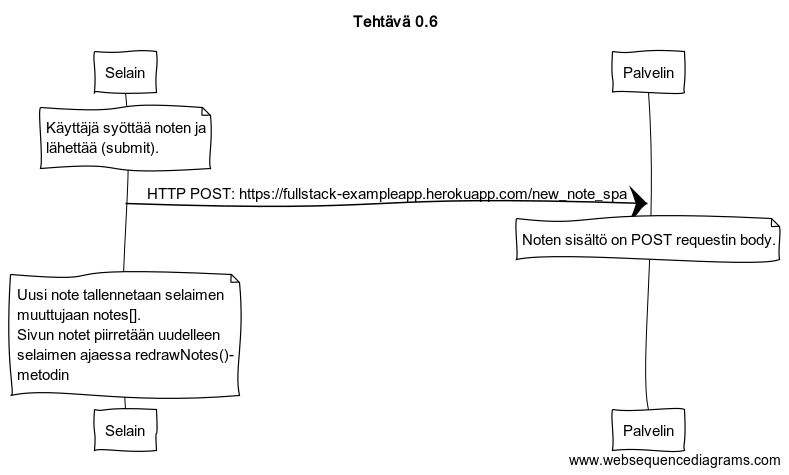 Tehtävä 0.6
Selain
Palvelin
Käyttäjä syöttää noten ja
lähettää (submit).
HTTP POST: https://fullstack-exampleapp.herokuapp.com/new_note_spa
Noten sisältö on POST requestin body.
Uusi note tallennetaan selaimen
muuttujaan notes[].
Sivun notet piirretään uudelleen
selaimen ajaessa redrawNotes()-
metodin
Selain
Palvelin
www.websequencediagrams.com